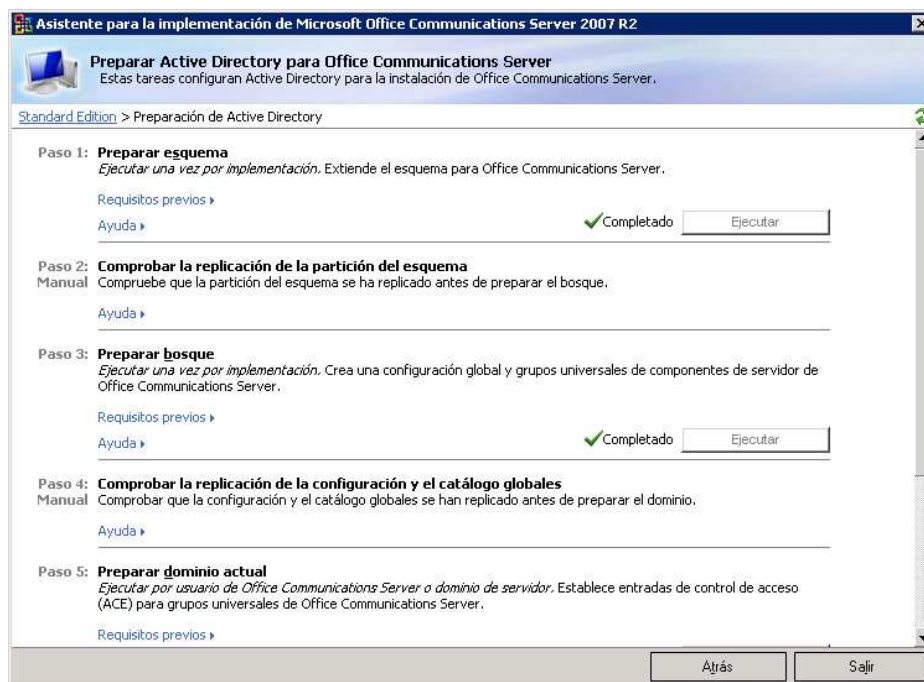 Asistente para la implementación de Microsoft Office Communications Server 2007 R2
Preparar Active Directory para Office Communications Server
Estas tareas configuran Active Directory para la instalación de Office Communications Server.
Standard Edition > Preparación de Active Directory
Paso 1: Preparar esquema
Ejecutar una vez por implementación. Extiende el esquema para Office Communications Server.
Requisitos previos
Ayuda
Completado Ejecutar
Paso 2: Comprobar la replicación de la partición del esquema
Manual Compruebe que la partición del esquema se ha replicado antes de preparar el bosque.
Ayuda
Paso 3: Preparar bosque
Ejecutar una vez por implementación. Crea una configuración global y grupos universales de componentes de servidor de
Office Communications Server.
Requisitos previos
Ayuda
Completado Ejecutar
Paso 4: Comprobar la replicación de la configuración y el catálogo globales
Manual Comprobar que la configuración y el catálogo globales se han replicado antes de preparar el dominio.
Ayuda
Paso 5: Preparar dominio actual
Ejecutar por usuario de Office Communications Server o dominio de servidor. Establece entradas de control de acceso
(ACE) para grupos universales de Office Communications Server.
Requisitos previos
Atrás Salir